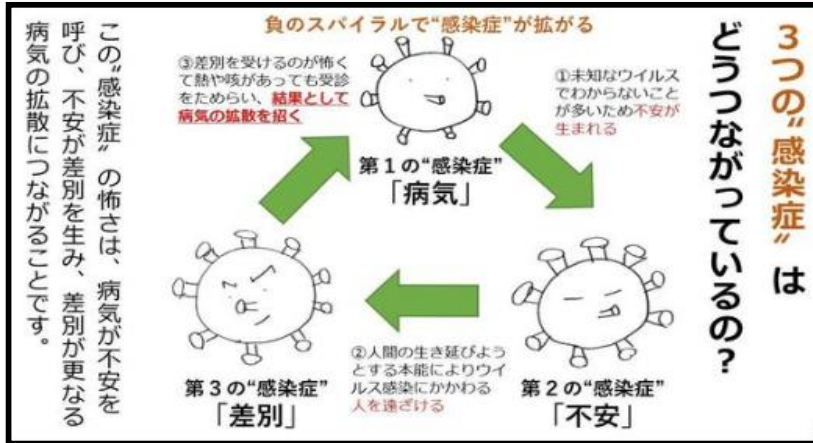 3つの“感染症”は
どうつながっているの？
負のスパイラルで“感染症”が拡がる
①未知なウイルス
でわからないこと
が多いため不安が
生まれる
第１の“感染症”
「病気」
第２の“感染症”
「不安」
②人間の生き延びよう
とする本能によりウイ
ルス感染にかかわる
人を遠ざける
第３の“感染症”
「差別」
③差別を受けるのが怖く
て熱や咳があっても受診
をためらい、結果として
病気の拡散を招く
この“感染症”の怖さは、病気が不安を
呼び、不安が差別を生み、差別が更なる
病気の拡散につながることです。